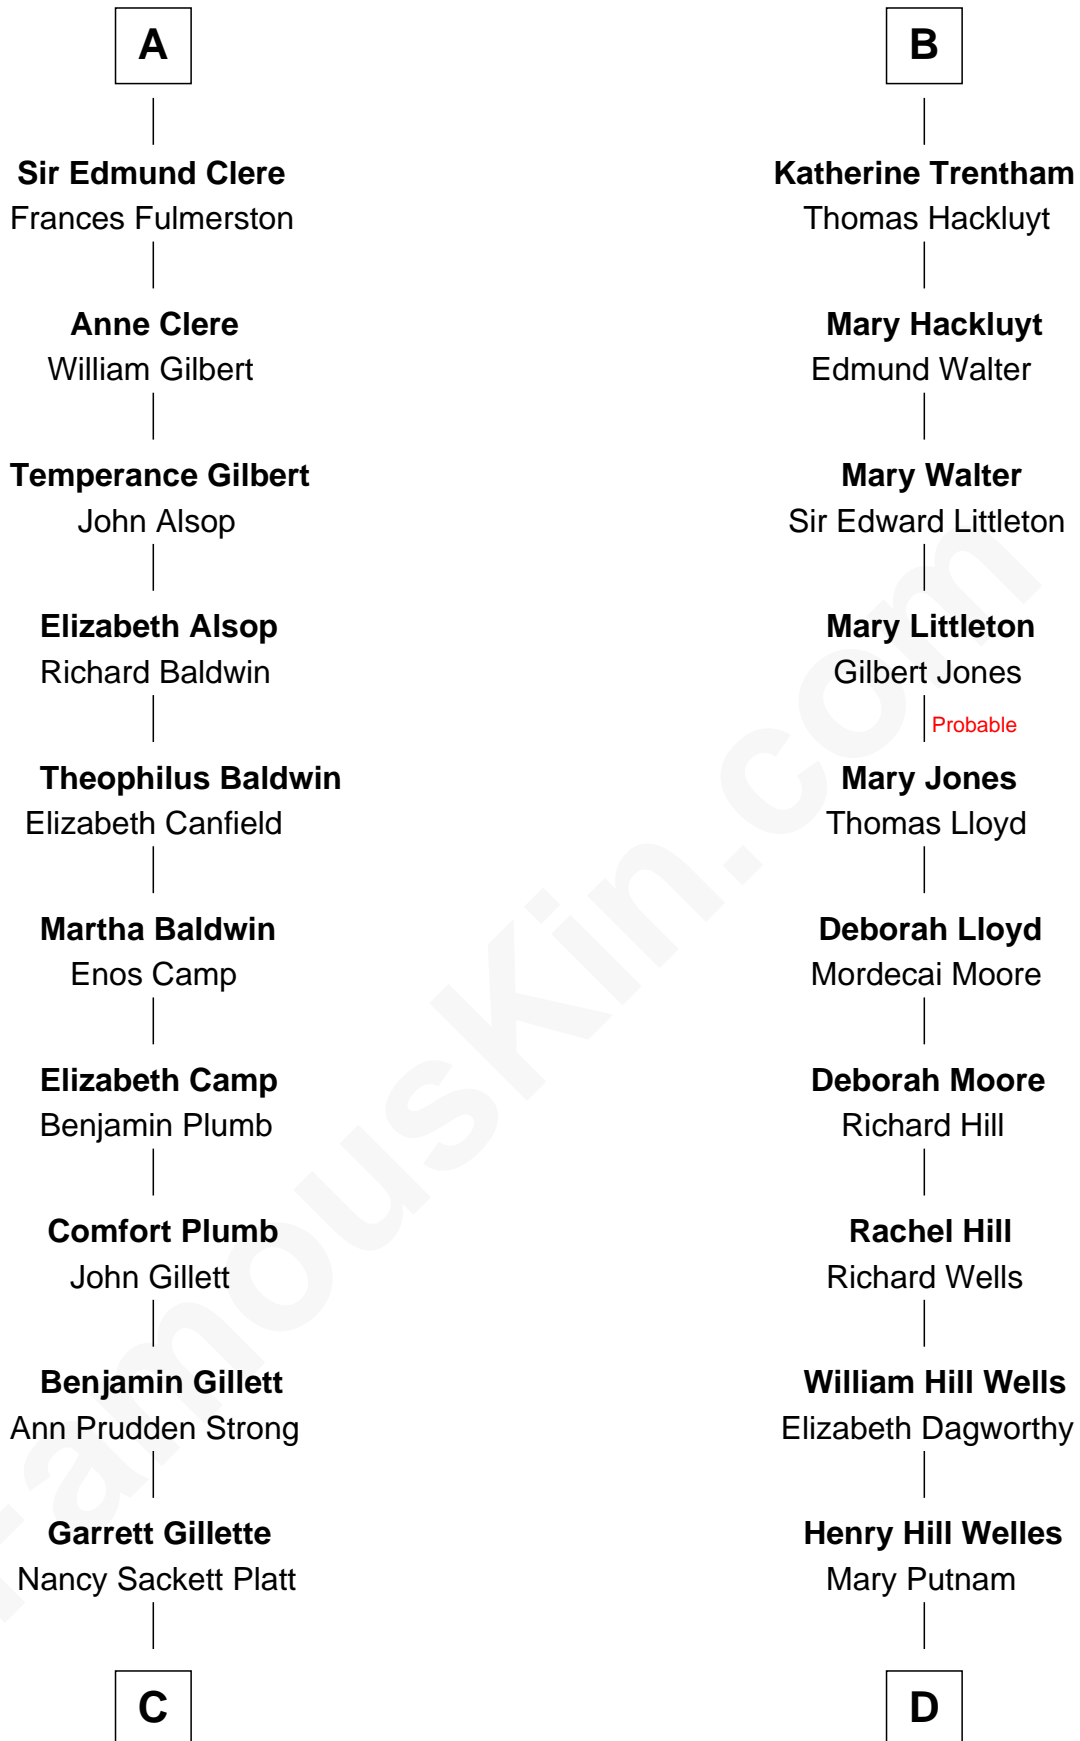 A
Sir Edmund Clere
Frances Fulmerston
Anne Clere
William Gilbert
Temperance Gilbert
John Alsop
Elizabeth Alsop
Richard Baldwin
Theophilus Baldwin
Elizabeth Canfield
Martha Baldwin
Enos Camp
Elizabeth Camp
Benjamin Plumb
Comfort Plumb
John Gillett
Benjamin Gillett
Ann Prudden Strong
Garrett Gillette
Nancy Sackett Platt
C
B
Katherine Trentham
Thomas Hackluyt
Mary Hackluyt
Edmund Walter
Mary Walter
Sir Edward Littleton
Mary Littleton
Gilbert Jones
Probable
Mary Jones
Thomas Lloyd
Deborah Lloyd
Mordecai Moore
Deborah Moore
Richard Hill
Rachel Hill
Richard Wells
William Hill Wells
Elizabeth Dagworthy
Henry Hill Welles
Mary Putnam
D
FamousKin.com